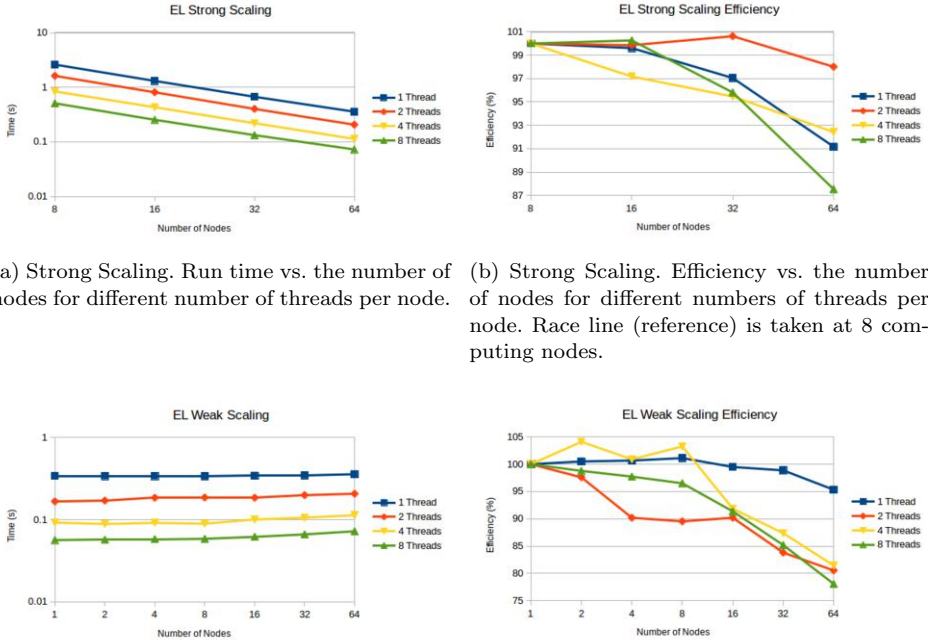 EL Strong Scaling
10
1
0.1
0.01
8 16 32 64
Time (s)
Number of Nodes
1 Thread
2 Threads
4 Threads
8 Threads
EL Strong Scaling Efficiency
101
99
97
95
93
91
89
87
8 16 32 64
Efficiency (%)
Number of Nodes
1 Thread
2 Threads
4 Threads
8 Threads
a) Strong Scaling. Run time vs. the number of
nodes for different number of threads per node.
(b) Strong Scaling. Efficiency vs. the number
of nodes for different numbers of threads per
node. Race line (reference) is taken at 8 com-
puting nodes.
EL Weak Scaling
1
0.1
0.01
1 2 4 8 16 32 64
Time (s)
Number of Nodes
1 Thread
2 Threads
4 Threads
8 Threads
EL Weak Scaling Efficiency
105
100
95
90
85
80
75
1 2 4 8 16 32 64
Efficiency (%)
Number of Nodes
1 Thread
2 Threads
4 Threads
8 Threads